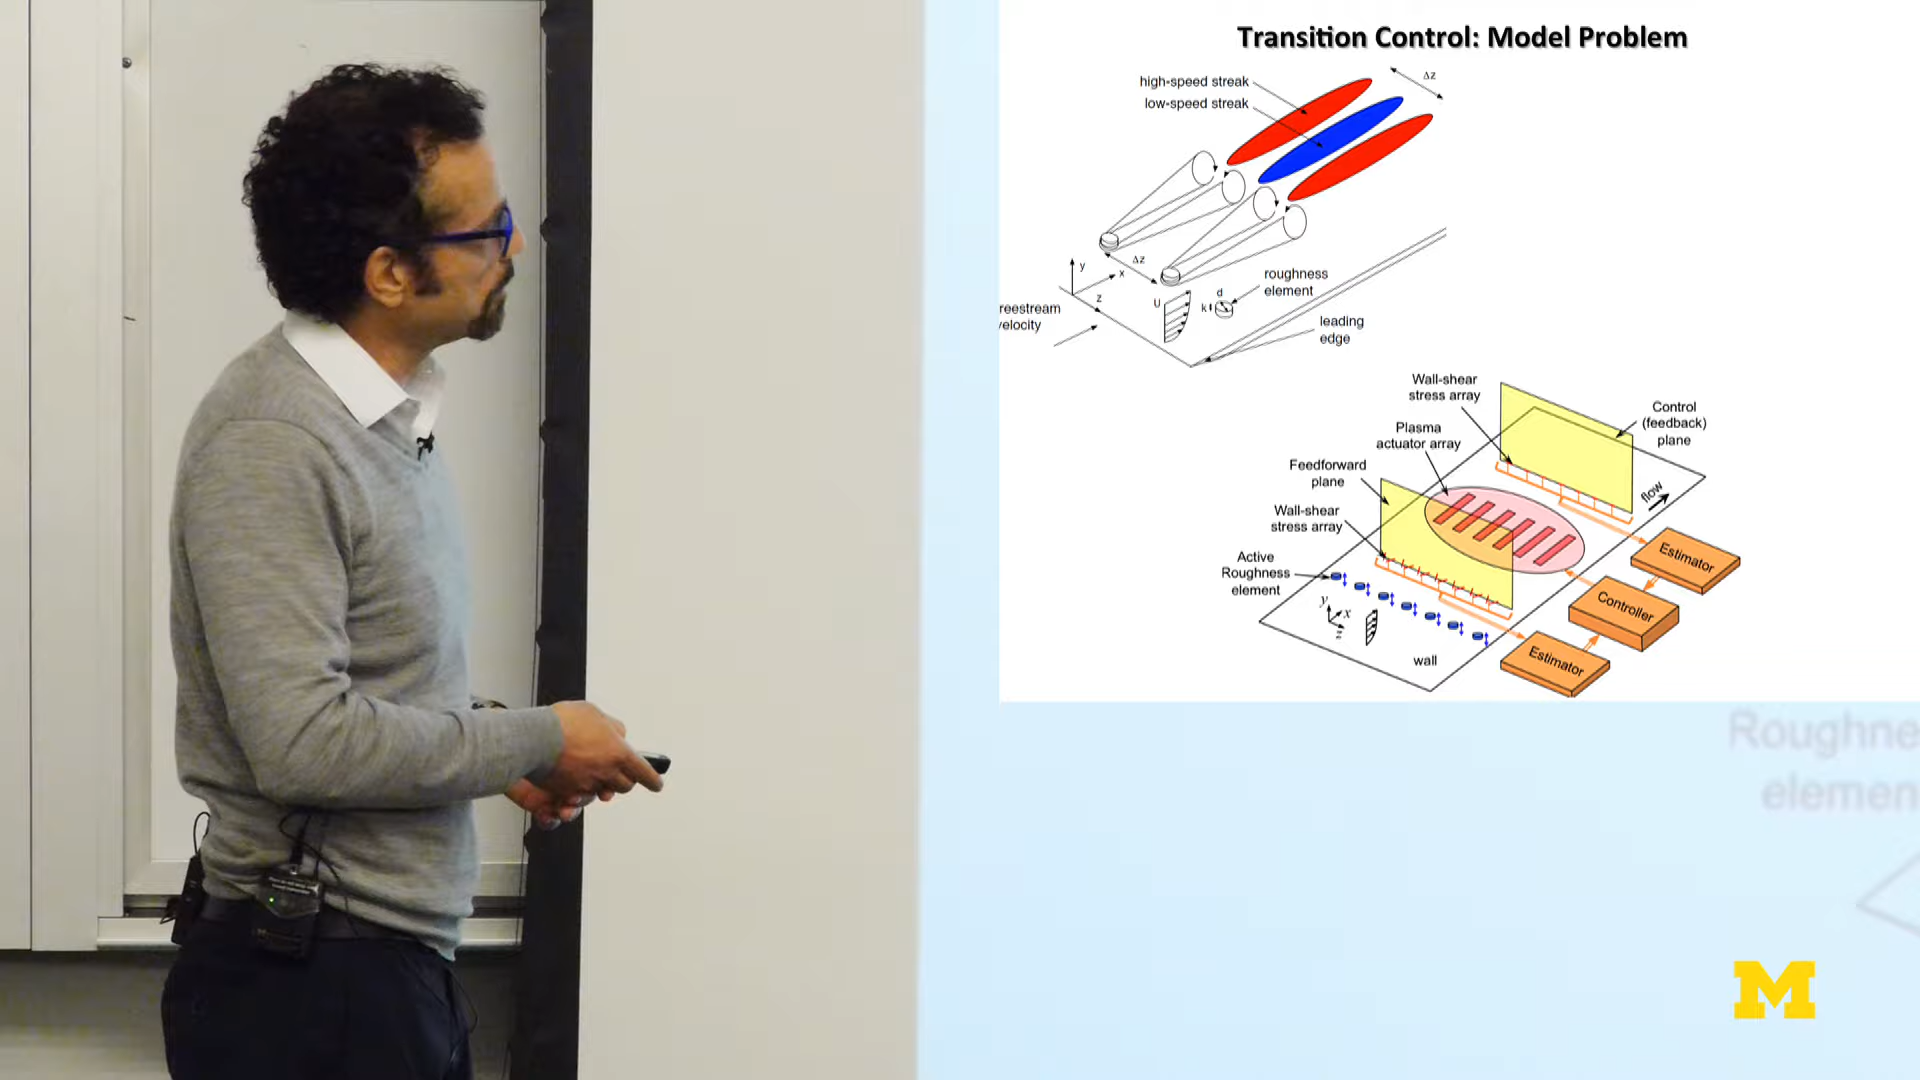 Transition Control: Model Problem
high-speed streak
low-speed streak
Δz
Δz
y
x
z
U
d
k
roughness
element
reestream
velocity
leading
edge
Wall-shear
stress array
Control
(feedback)
plane
Plasma
actuator array
Feedforward
plane
flow
Wall-shear
stress array
Estimator
Active
Roughness
element
Controller
y
x
z
wall
Estimator
Roughne
elemen
M